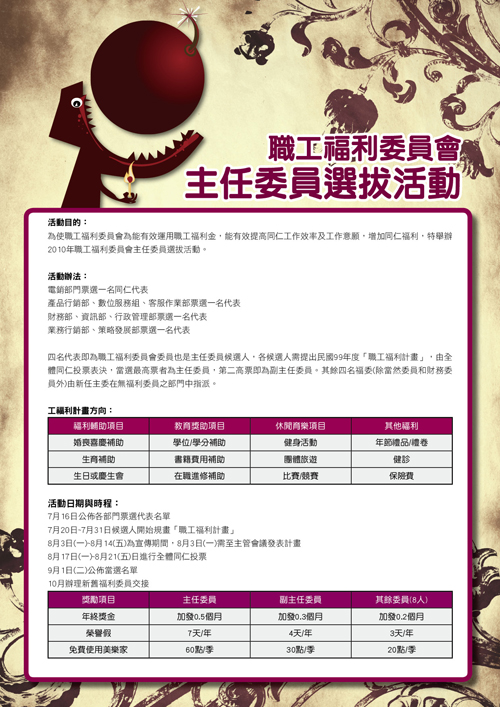 職工福利委員會
主任委員選拔活動
活動目的：
為使職工福利委員會為能有效運用職工福利金，能有效提高同仁工作效率及工作意願，增加同仁福利，特舉辦
2010年職工福利委員會主任委員選拔活動。
活動辦法：
電銷部門票選一名同仁代表
產品行銷部、數位服務組、客服作業部票選一名代表
財務部、資訊部、行政管理部票選一名代表
業務行銷部、策略發展部票選一名代表
四名代表即為職工福利委員會委員也是主任委員候選人，各候選人需提出民國99年度「職工福利計畫」，由全
體同仁投票表決，當選最高票者為主任委員，第二高票即為副主任委員。其餘四名福委(除當然委員和財務委
員外)由新任主委在無福利委員之部門中指派。
工福利計畫方向：
福利輔助項目 教育獎助項目 休閒育樂項目 其他福利
婚喪喜慶補助 學位/學分補助 健身活動 年節禮品/禮卷
生育補助 書籍費用補助 團體旅遊 健診
生日或慶生會 在職進修補助 比賽/競賽 保險費
活動日期與時程：
7月16日公佈各部門票選代表名單
7月20日-7月31日候選人開始規畫「職工福利計畫」
8月3日(一)-8月14(五)為宣傳期間，8月3日(一)需至主管會議發表計畫
8月17日(一)-8月21(五)日進行全體同仁投票
9月1日(二)公佈當選名單
10月辦理新舊福利委員交接
獎勵項目 主任委員 副主任委員 其餘委員(8人)
年終獎金 加發0.5個月 加發0.3個月 加發0.2個月
榮譽假 7天/年 4天/年 3天/年
免費使用美樂家 60點/季 30點/季 20點/季